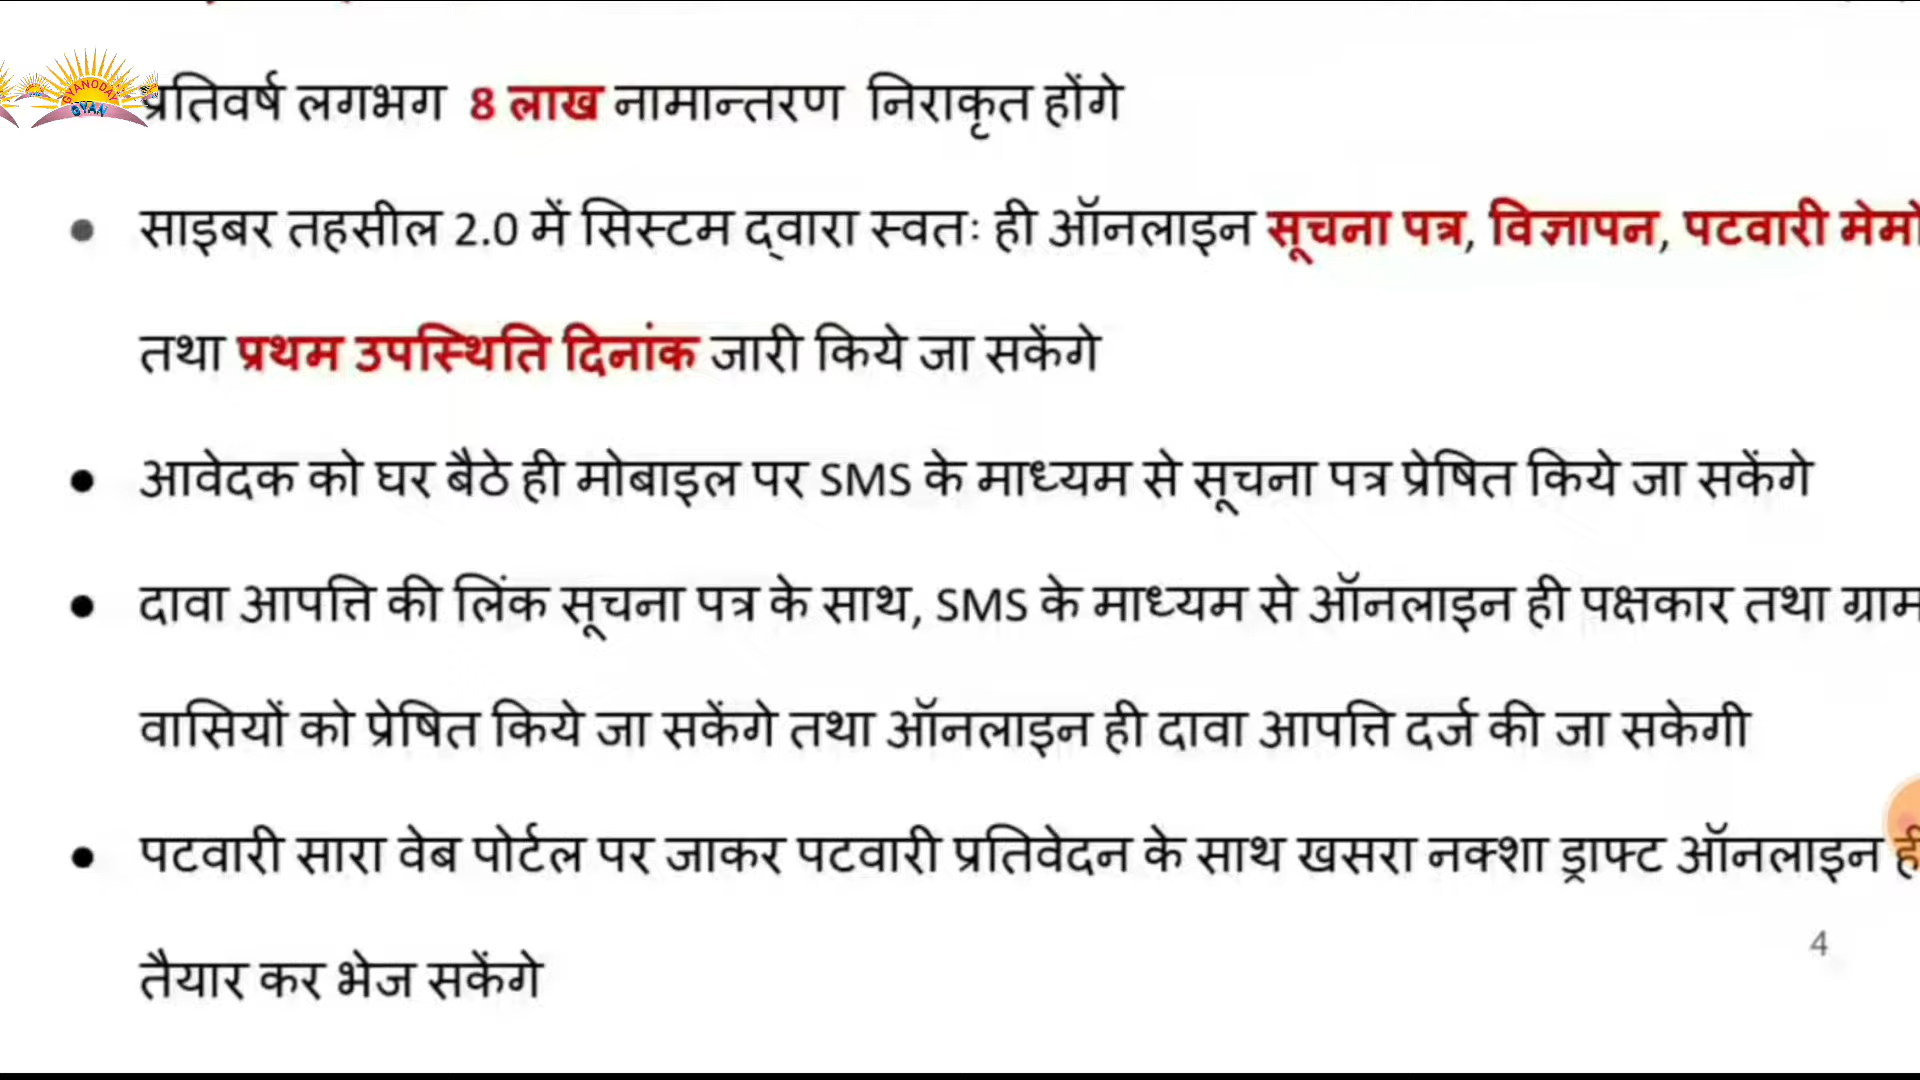 प्रतिवर्ष लगभग 8 लाख नामान्तरण निराकृत होंगे
साइबर तहसील 2.0 में सिस्टम द्वारा स्वतः ही ऑनलाइन सूचना पत्र, विज्ञापन, पटवारी मेमो
तथा प्रथम उपस्थिति दिनांक जारी किये जा सकेंगे
आवेदक को घर बैठे ही मोबाइल पर SMS के माध्यम से सूचना पत्र प्रेषित किये जा सकेंगे
दावा आपत्ति की लिंक सूचना पत्र के साथ, SMS के माध्यम से ऑनलाइन ही पक्षकार तथा ग्राम
वासियों को प्रेषित किये जा सकेंगे तथा ऑनलाइन ही दावा आपत्ति दर्ज की जा सकेगी
पटवारी सारा वेब पोर्टल पर जाकर पटवारी प्रतिवेदन के साथ खसरा नक्शा ड्राफ्ट ऑनलाइन ही
तैयार कर भेज सकेंगे
4
GYANODAY
GYAN